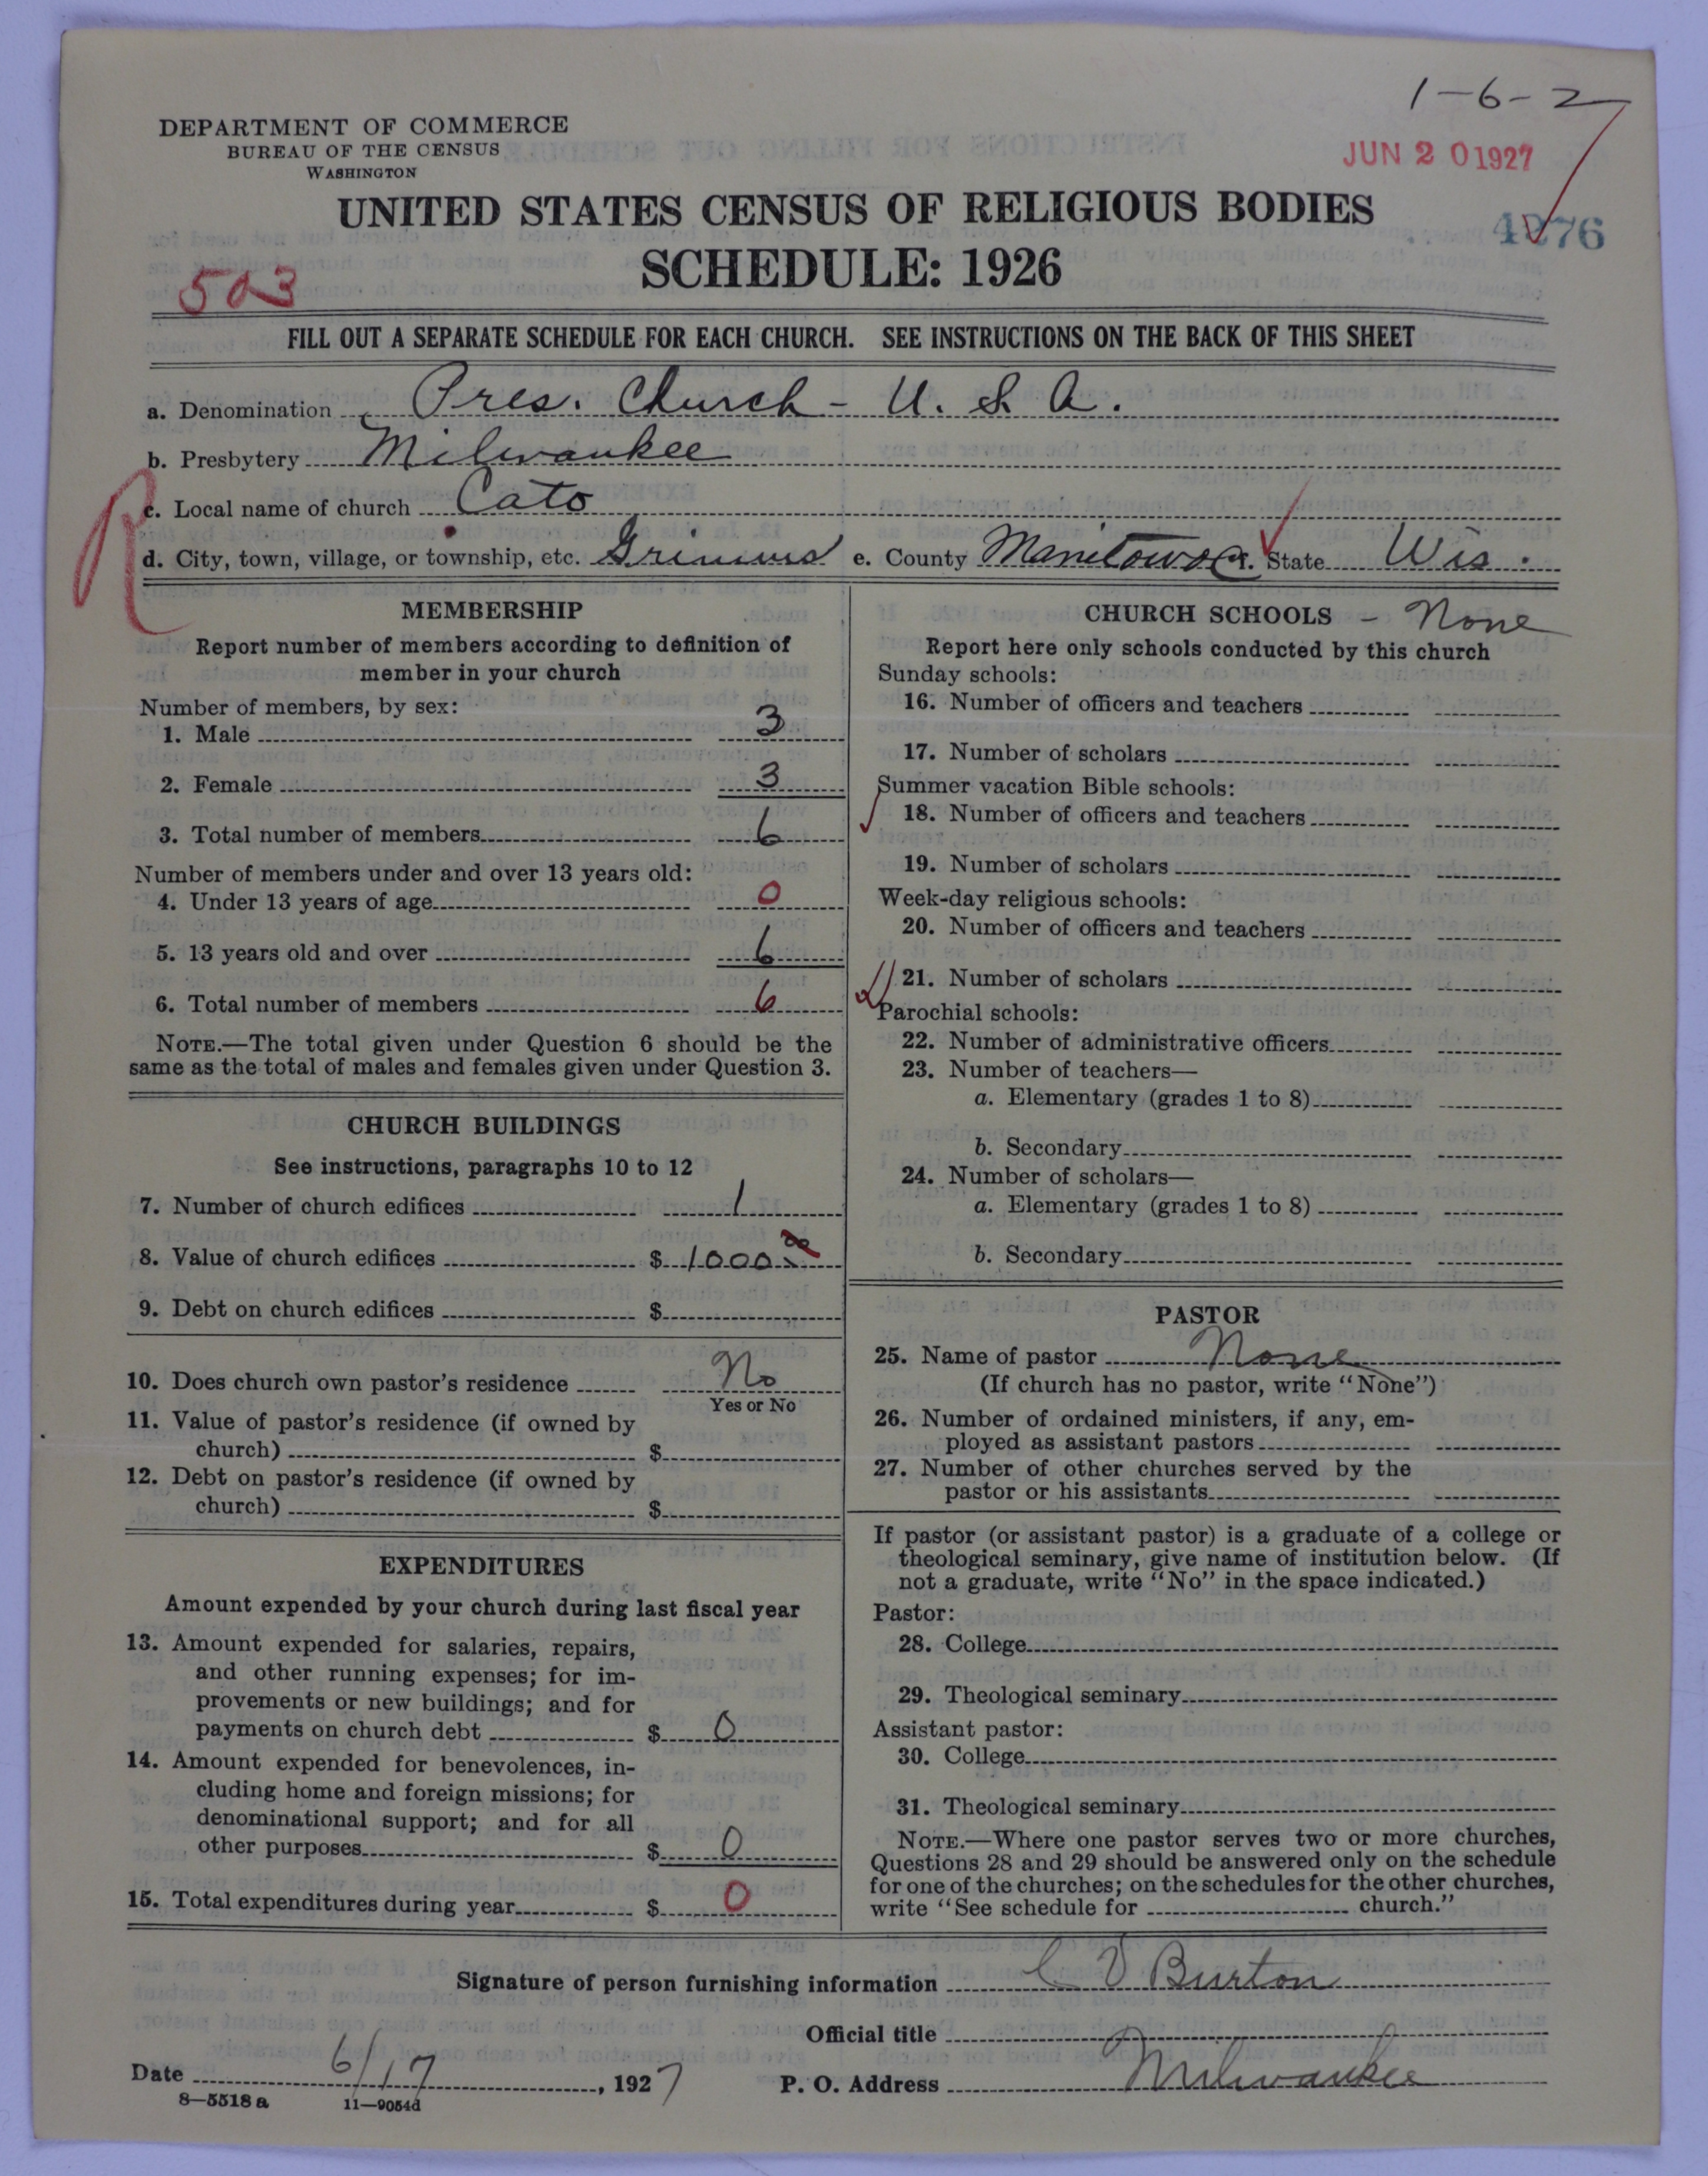 1-6-2
DEPARTMENT OF COMMERCE
BUREAU OF THE CENSUS
WASHINGTON
JUN 2 0 1927
UNITED STATES CENSUS OF RELIGIOUS BODIES
SCHEDULE: 1926
503
FILL OUT A SEPARATE SCHEDULE FOR EACH CHURCH. SEE INSTRUCTIONS ON THE BACK OF THIS SHEET
a. Denomination Pres. Church - U. S. A.
b. Presbytery Milwaukee
R
c. Local name of church Cato
d. City, town, village, or township, etc. Grimms e. County Manitowoc f. State Wis.
MEMBERSHIP
Report number of members according to definition of
member in your church
Number of members, by sex:
1. Male 3
2. Female 3
3. Total number of members 6
Number of members under and over 13 years old:
4. Under 13 years of age 0
5. 13 years old and over 6
6. Total number of members 6
NOTE.—The total given under Question 6 should be the
same as the total of males and females given under Question 3.
CHURCH BUILDINGS
See instructions, paragraphs 10 to 12
7. Number of church edifices 1
8. Value of church edifices $ 1000.00
9. Debt on church edifices $
10. Does church own pastor's residence No
Yes or No
11. Value of pastor's residence (if owned by
church) $
12. Debt on pastor's residence (if owned by
church) $
EXPENDITURES
Amount expended by your church during last fiscal year
13. Amount expended for salaries, repairs,
and other running expenses; for im-
provements or new buildings; and for
payments on church debt $ 0
14. Amount expended for benevolences, in-
cluding home and foreign missions; for
denominational support; and for all
other purposes $ 0
15. Total expenditures during year $ 0
CHURCH SCHOOLS - None
Report here only schools conducted by this church
Sunday schools:
16. Number of officers and teachers
17. Number of scholars
Summer vacation Bible schools:
18. Number of officers and teachers
19. Number of scholars
Week-day religious schools:
20. Number of officers and teachers
21. Number of scholars
Parochial schools:
22. Number of administrative officers
23. Number of teachers—
a. Elementary (grades 1 to 8)
b. Secondary
24. Number of scholars—
a. Elementary (grades 1 to 8)
b. Secondary
PASTOR
25. Name of pastor None
(If church has no pastor, write "None")
26. Number of ordained ministers, if any, em-
ployed as assistant pastors
27. Number of other churches served by the
pastor or his assistants
If pastor (or assistant pastor) is a graduate of a college or
theological seminary, give name of institution below. (If
not a graduate, write "No" in the space indicated.)
Pastor:
28. College
29. Theological seminary
Assistant pastor:
30. College
31. Theological seminary
NOTE.—Where one pastor serves two or more churches,
Questions 28 and 29 should be answered only on the schedule
for one of the churches; on the schedules for the other churches,
write "See schedule for church."
Signature of person furnishing information C V Burton
Official title
Date 6/17, 1927 P. O. Address Milwaukee
8—5518 a 11—9054d